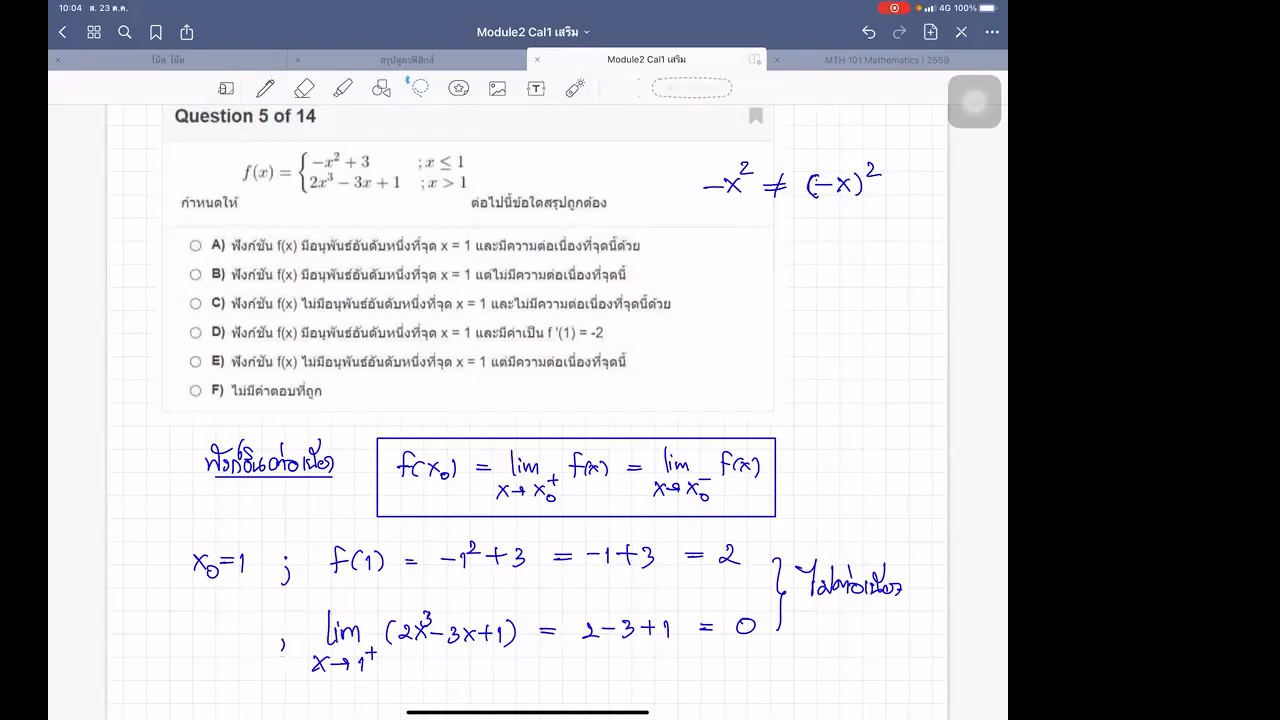 10:04 ส. 23 ต.ค.
4G 100%
Module2 Cal1 เสริม
โน้ต โน้ต
สรุปสูตรฟิสิกส์
Module2 Cal1 เสริม
MTH 101 Mathematics I 2559
Question 5 of 14
f(x) = { -x² + 3 ; x ≤ 1
2x³ - 3x + 1 ; x > 1
กำหนดให้ ต่อไปนี้ข้อใดสรุปถูกต้อง
-x² ≠ (-x)²
A) ฟังก์ชัน f(x) มีอนุพันธ์อันดับหนึ่งที่จุด x = 1 และมีความต่อเนื่องที่จุดนี้ด้วย
B) ฟังก์ชัน f(x) มีอนุพันธ์อันดับหนึ่งที่จุด x = 1 แต่ไม่มีความต่อเนื่องที่จุดนี้
C) ฟังก์ชัน f(x) ไม่มีอนุพันธ์อันดับหนึ่งที่จุด x = 1 และไม่มีความต่อเนื่องที่จุดนี้ด้วย
D) ฟังก์ชัน f(x) มีอนุพันธ์อันดับหนึ่งที่จุด x = 1 และมีค่าเป็น f '(1) = -2
E) ฟังก์ชัน f(x) ไม่มีอนุพันธ์อันดับหนึ่งที่จุด x = 1 แต่มีความต่อเนื่องที่จุดนี้
F) ไม่มีคำตอบที่ถูก
ฟังก์ชันต่อเนื่อง f(x₀) = lim x→x₀⁺ f(x) = lim x→x₀⁻ f(x)
x₀=1 ; f(1) = -1²+3 = -1+3 = 2
ไม่ต่อเนื่อง
, lim x→1⁺ (2x³-3x+1) = 2-3+1 = 0